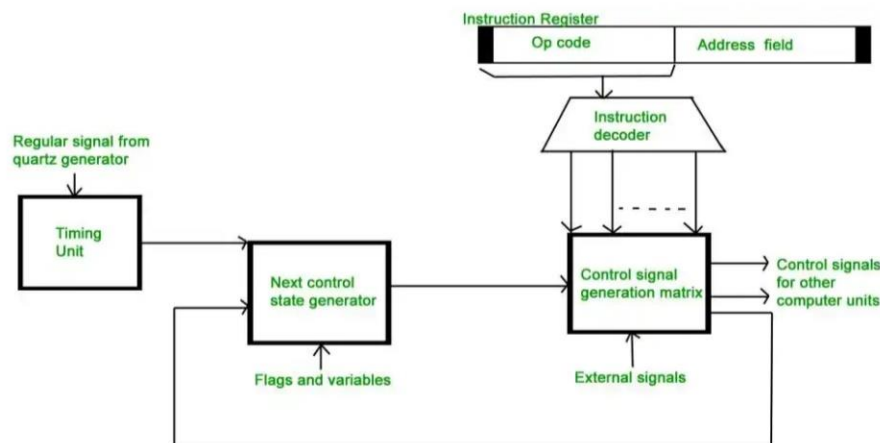 Instruction Register
Op code
Address field
Instruction
decoder
Regular signal from
quartz generator
Timing
Unit
Next control
state generator
Control signal
generation matrix
Control signals
for other
computer units
Flags and variables
External signals